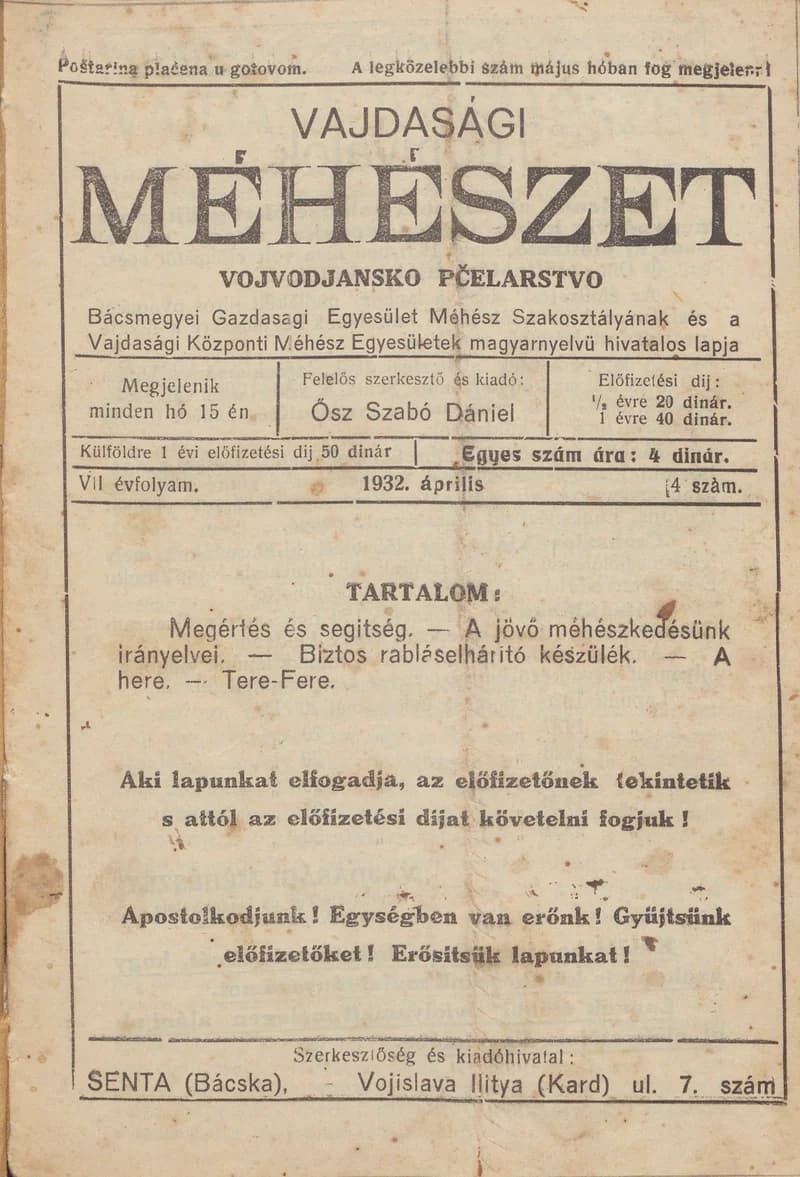 Poštarina plaćena u gotovom. A legközelebbi szám május hóban fog megjelenni
VAJDASÁGI
MÉHÉSZET
VOJVODJANSKO PČELARSTVO
Bácsmegyei Gazdasagi Egyesület Méhész Szakosztályának és a
Vajdasági Központi Méhész Egyesületek magyarnyelvü hivatalos lapja
Megjelenik
minden hó 15 én
Felelős szerkesztő és kiadó:
Ősz Szabó Dániel
Előfizetési dij:
1/2 évre 20 dinár.
1 évre 40 dinár.
Külföldre 1 évi előfizetési dij 50 dinár
Egyes szám ára: 4 dinár.
VII évfolyam. 1932. április 4 szàm.
TARTALOM:
Megértés és segitség. — A jövő méhészkedésünk
irányelvei. — Biztos rabláselháritó készülék. — A
here. — Tere-Fere.
Aki lapunkat elfogadja, az előfizetőnek tekintetik
s attól az előfizetési díjat követelni fogjuk!
Apostolkodjunk! Egységben van erőnk! Gyűjtsünk
előfizetőket! Erősitsük lapunkat!
Szerkesztőség és kiadóhivatal:
SENTA (Bácska), - Vojislava Ilitya (Kard) ul. 7. szám